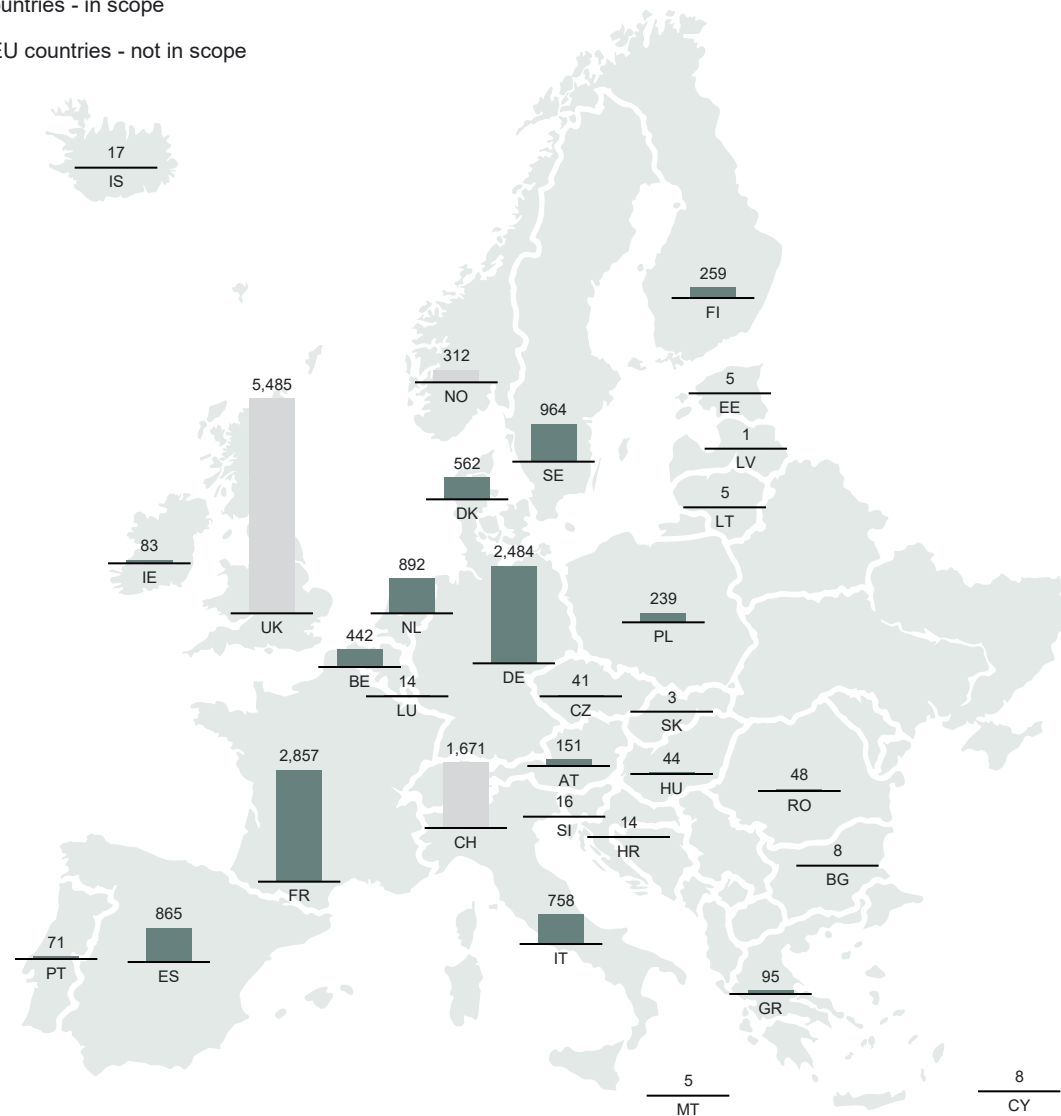 - in scope
countries - not in scope
17
IS
259
FI
312
NO
5,485
UK
5
EE
964
SE
1
LV
562
DK
5
LT
83
IE
892
NL
2,484
DE
239
PL
442
BE
14
LU
41
CZ
3
SK
2,857
FR
1,671
CH
151
AT
44
HU
48
RO
16
SI
14
HR
8
BG
865
ES
758
IT
71
PT
95
GR
5
MT
8
CY